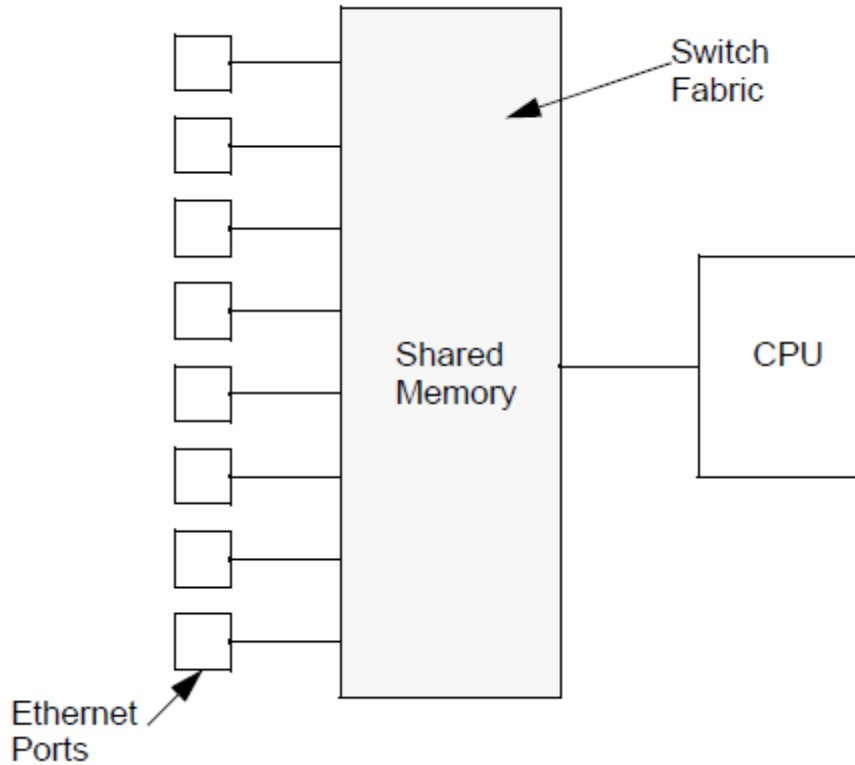 Switch
Fabric
Shared
Memory
CPU
Ethernet
Ports